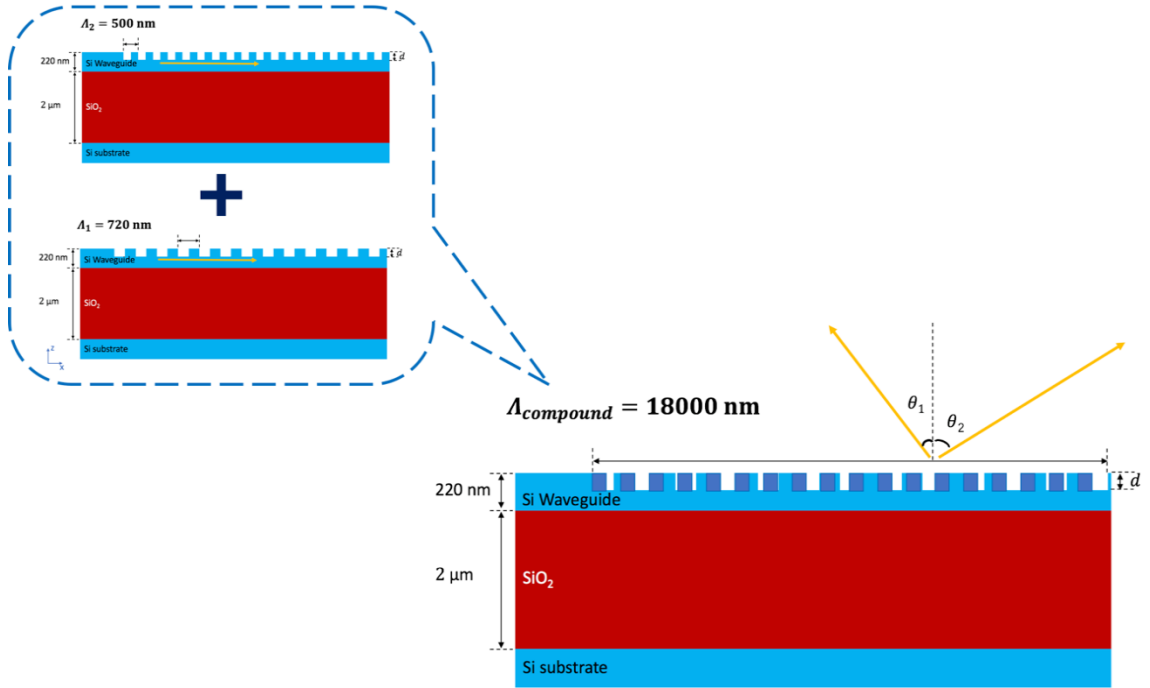 Λ₂ = 500 nm
220 nm
Si Waveguide
d
2 μm
SiO₂
Si substrate
+
Λ₁ = 720 nm
220 nm
Si Waveguide
d
2 μm
SiO₂
Si substrate
z
x
Λcompound = 18000 nm
θ₁
θ₂
220 nm
Si Waveguide
d
2 μm
SiO₂
Si substrate